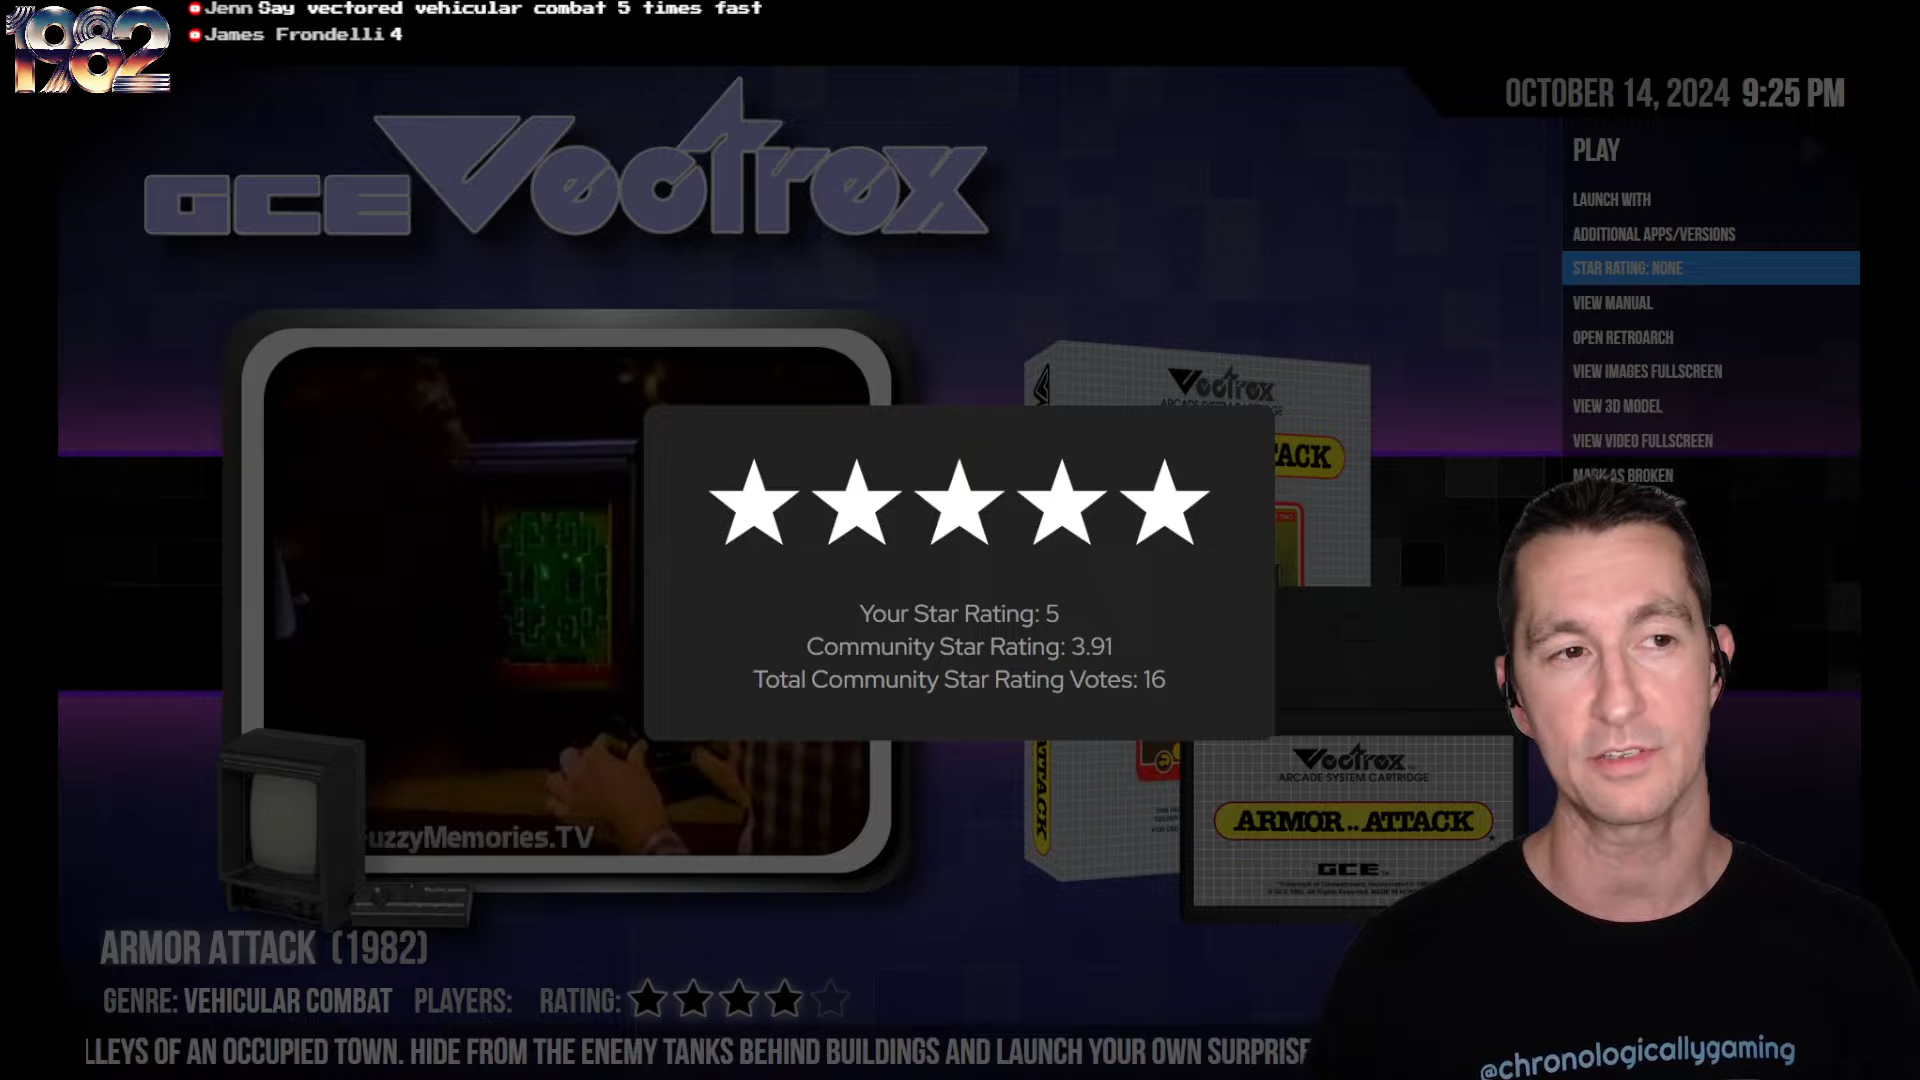 Jenn Say vectored vehicular combat 5 times fast
James Frondelli 4
1982
OCTOBER 14, 2024 9:25 PM
GCE Vectrex
PLAY
LAUNCH WITH
ADDITIONAL APPS/VERSIONS
STAR RATING: NONE
VIEW MANUAL
OPEN RETROARCH
VIEW IMAGES FULLSCREEN
VIEW 3D MODEL
VIEW VIDEO FULLSCREEN
MARK AS BROKEN
Vectrex
ACK
Your Star Rating: 5
Community Star Rating: 3.91
Total Community Star Rating Votes: 16
Vectrex
ARCADE SYSTEM CARTRIDGE
ARMOR..ATTACK
GCE
uzzyMemories.TV
ARMOR ATTACK (1982)
GENRE: VEHICULAR COMBAT PLAYERS: RATING:
LLEYS OF AN OCCUPIED TOWN. HIDE FROM THE ENEMY TANKS BEHIND BUILDINGS AND LAUNCH YOUR OWN SURPRISE
@chronologicallygaming